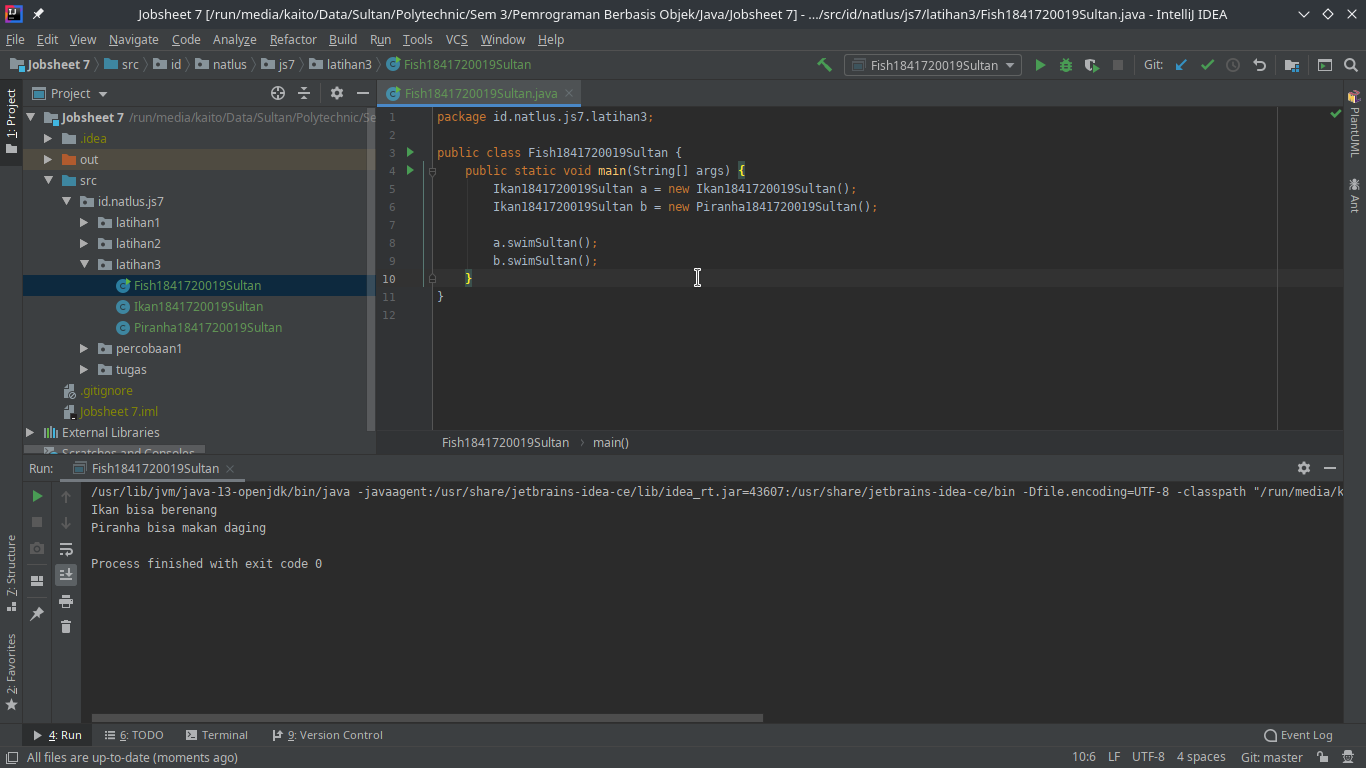 Jobsheet 7 [/run/media/kaito/Data/Sultan/Polytechnic/Sem 3/Pemrograman Berbasis Objek/Java/Jobsheet 7] - .../src/id/natlus/js7/latihan3/Fish1841720019Sultan.java - IntelliJ IDEA
File Edit View Navigate Code Analyze Refactor Build Run Tools VCS Window Help
Jobsheet 7 src id natlus js7 latihan3 Fish1841720019Sultan Fish1841720019Sultan Git:
1: Project
Project
Fish1841720019Sultan.java
Jobsheet 7 /run/media/kaito/Data/Sultan/Polytechnic/Se
.idea
out
src
id.natlus.js7
latihan1
latihan2
latihan3
Fish1841720019Sultan
Ikan1841720019Sultan
Piranha1841720019Sultan
percobaan1
tugas
.gitignore
Jobsheet 7.iml
External Libraries
Scratches and Consoles
1 package id.natlus.js7.latihan3;
2
3 public class Fish1841720019Sultan {
4 public static void main(String[] args) {
5 Ikan1841720019Sultan a = new Ikan1841720019Sultan();
6 Ikan1841720019Sultan b = new Piranha1841720019Sultan();
7
8 a.swimSultan();
9 b.swimSultan();
10 }
11 }
12
Fish1841720019Sultan main()
PlantUML
Ant
Run: Fish1841720019Sultan
/usr/lib/jvm/java-13-openjdk/bin/java -javaagent:/usr/share/jetbrains-idea-ce/lib/idea_rt.jar=43607:/usr/share/jetbrains-idea-ce/bin -Dfile.encoding=UTF-8 -classpath "/run/media/k
Ikan bisa berenang
Piranha bisa makan daging
Process finished with exit code 0
7: Structure
2: Favorites
4: Run 6: TODO Terminal 9: Version Control Event Log
All files are up-to-date (moments ago) 10:6 LF UTF-8 4 spaces Git: master